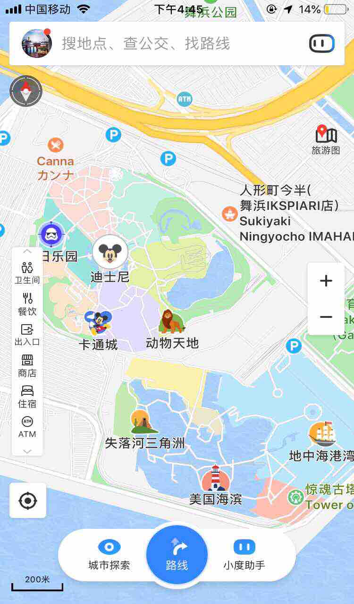 中国移动
下午4:45
14%
舞浜公园
搜地点、查公交、找路线
ATM
P
P
P
旅游图
Canna
カンナ
人形町今半(
舞浜IKSPIARI店)
Sukiyaki
Ningyocho IMAHA
日乐园
迪士尼
卫生间
餐饮
出入口
商店
住宿
ATM
ATM
+
−
卡通城
动物天地
P
失落河三角洲
地中海港湾
美国海滨
惊魂古塔
Tower o
城市探索
路线
小度助手
200米